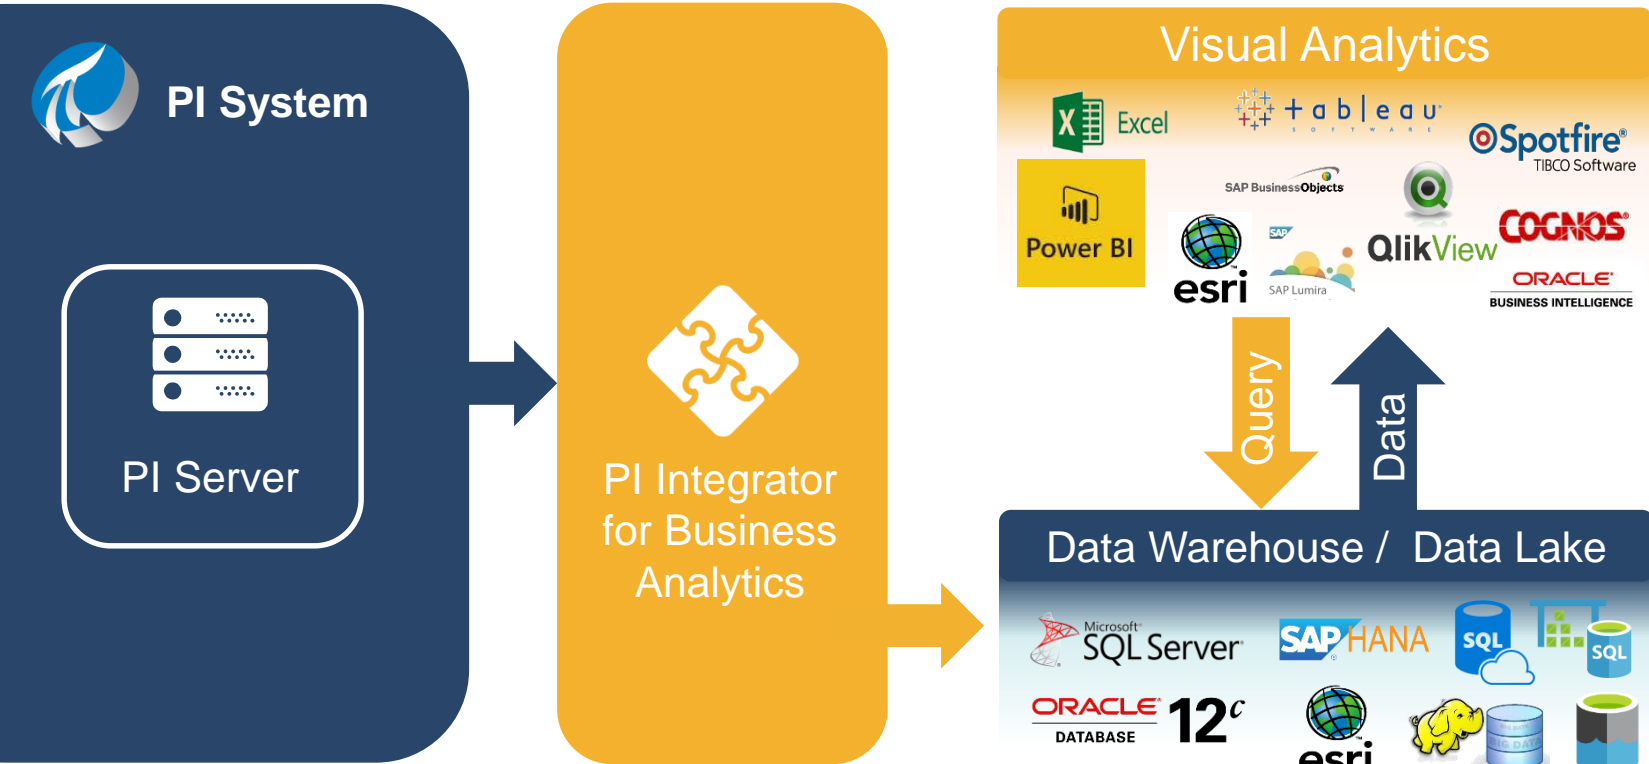 PI System
PI Server
PI Integrator
for Business
Analytics
Visual Analytics
X
Excel
+ a b l e a u
S O F T W A R E
Spotfire®
TIBCO Software
Power BI
SAP BusinessObjects
esri
SAP
SAP Lumira
QlikView
COGNOS®
ORACLE®
BUSINESS INTELLIGENCE
Query
Data
Data Warehouse / Data Lake
Microsoft®
SQL Server®
SAP HANA
SQL
SQL
ORACLE®
DATABASE
12c
esri
BIG DATA